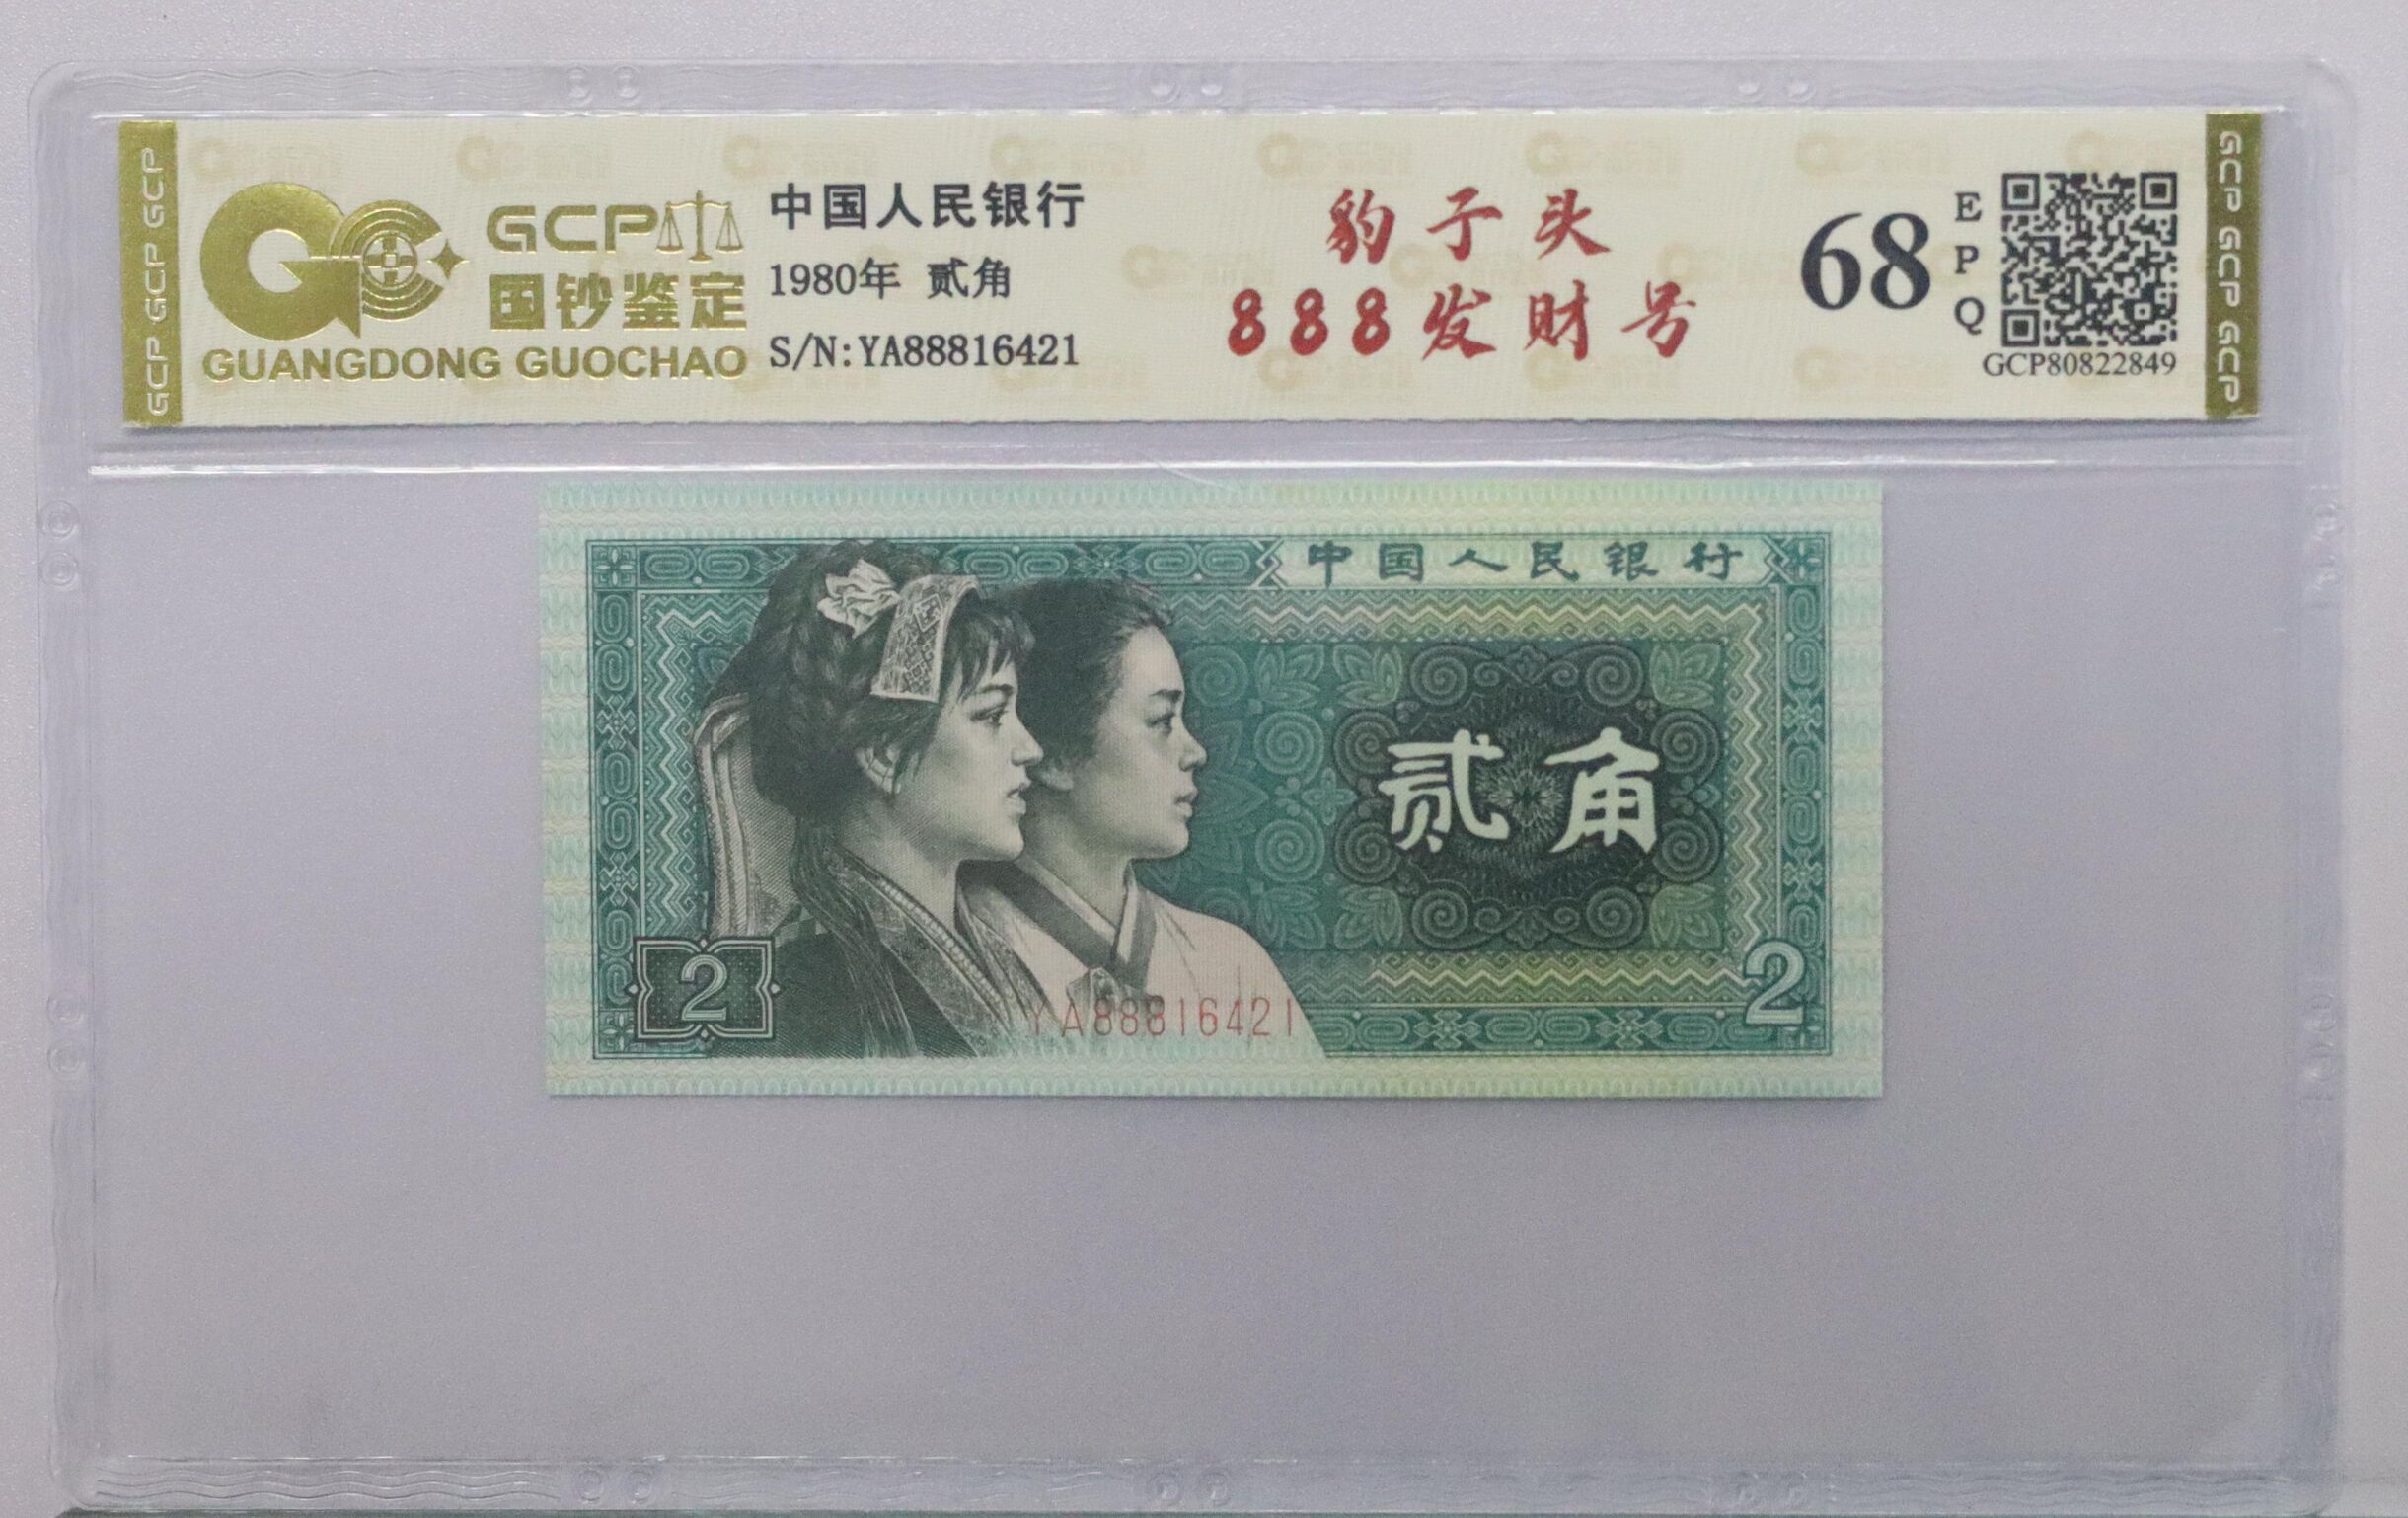 GCP GCP GCP
GCP
国钞鉴定
GUANGDONG GUOCHAO
中国人民银行
1980年 贰角
S/N:YA88816421
豹子头
888发财号
68
EPQ
GCP80822849
GCP GCP GCP
中国人民银行
贰角
2
2
YA88816421